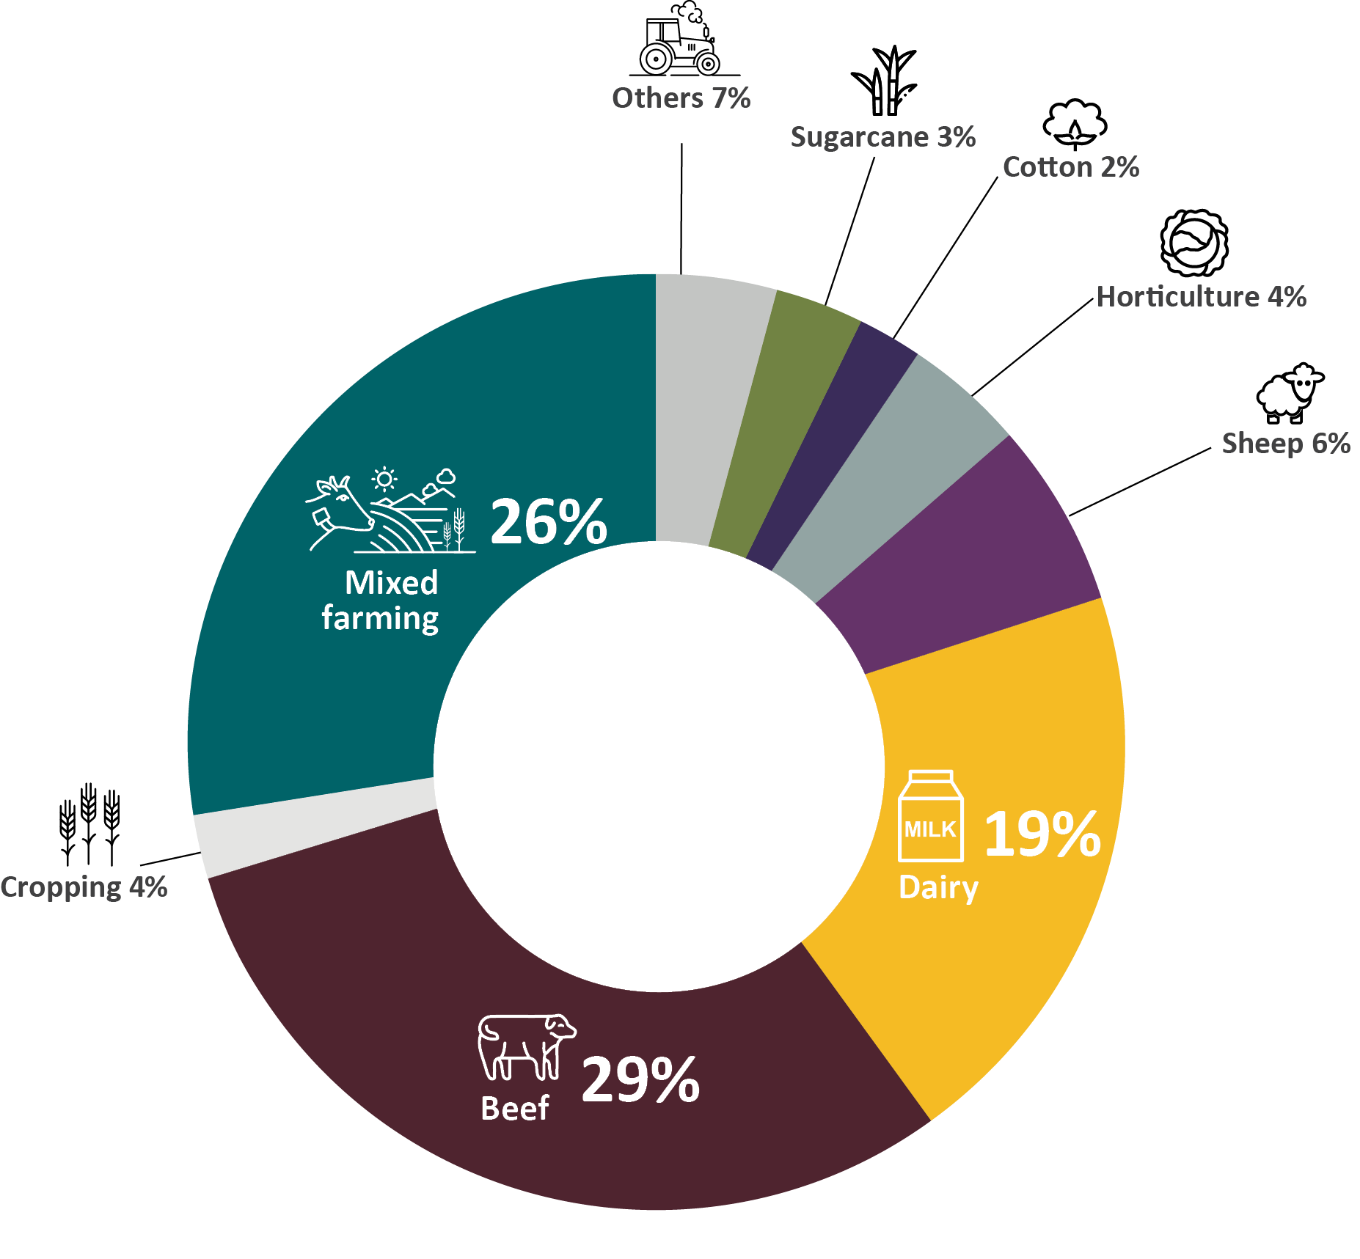 Others 7%
Sugarcane 3%
Cotton 2%
Horticulture 4%
Sheep 6%
26%
Mixed
farming
MILK
19%
Dairy
Cropping 4%
29%
Beef